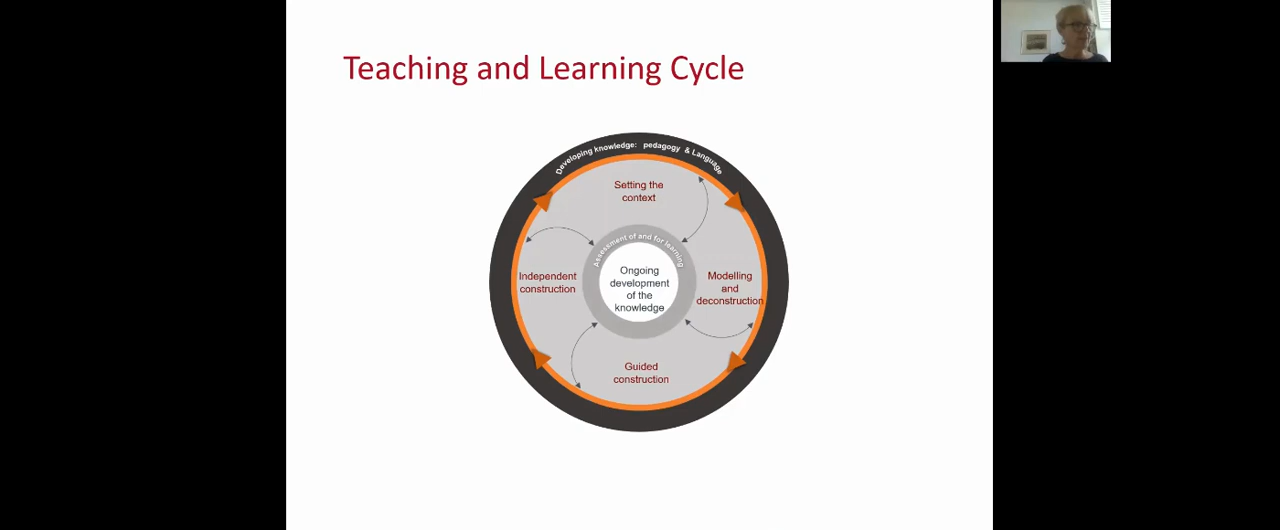 Teaching and Learning Cycle
Developing knowledge: pedagogy & Language
Setting the
context
Assessment of and for learning
Ongoing
development
of the
knowledge
Independent
construction
Modelling
and
deconstruction
Guided
construction